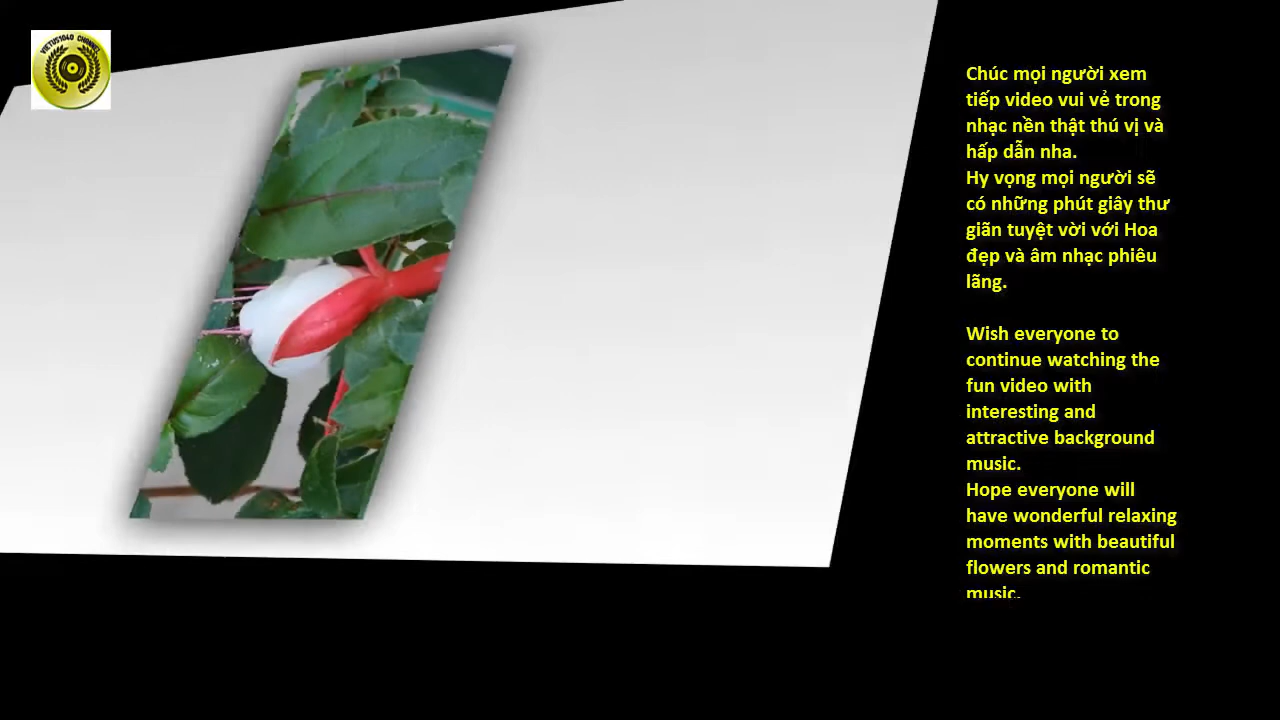 VIETUS1040 CHANNEL
Chúc mọi người xem
tiếp video vui vẻ trong
nhạc nền thật thú vị và
hấp dẫn nha.
Hy vọng mọi người sẽ
có những phút giây thư
giãn tuyệt vời với Hoa
đẹp và âm nhạc phiêu
lãng.
Wish everyone to
continue watching the
fun video with
interesting and
attractive background
music.
Hope everyone will
have wonderful relaxing
moments with beautiful
flowers and romantic
music.